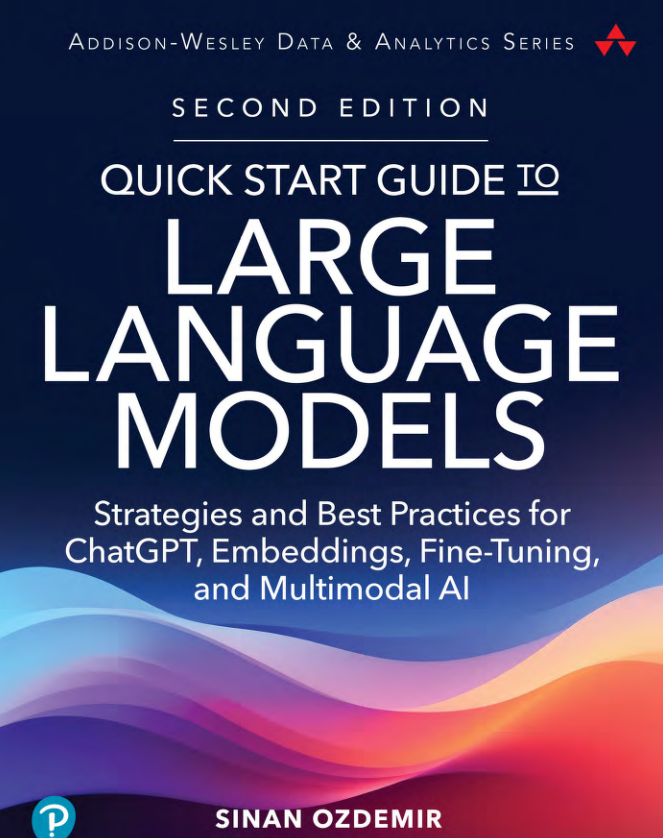 ADDISON-WESLEY DATA & ANALYTICS SERIES
SECOND EDITION
QUICK START GUIDE TO
LARGE
LANGUAGE
MODELS
Strategies and Best Practices for
ChatGPT, Embeddings, Fine-Tuning,
and Multimodal AI
P
SINAN OZDEMIR